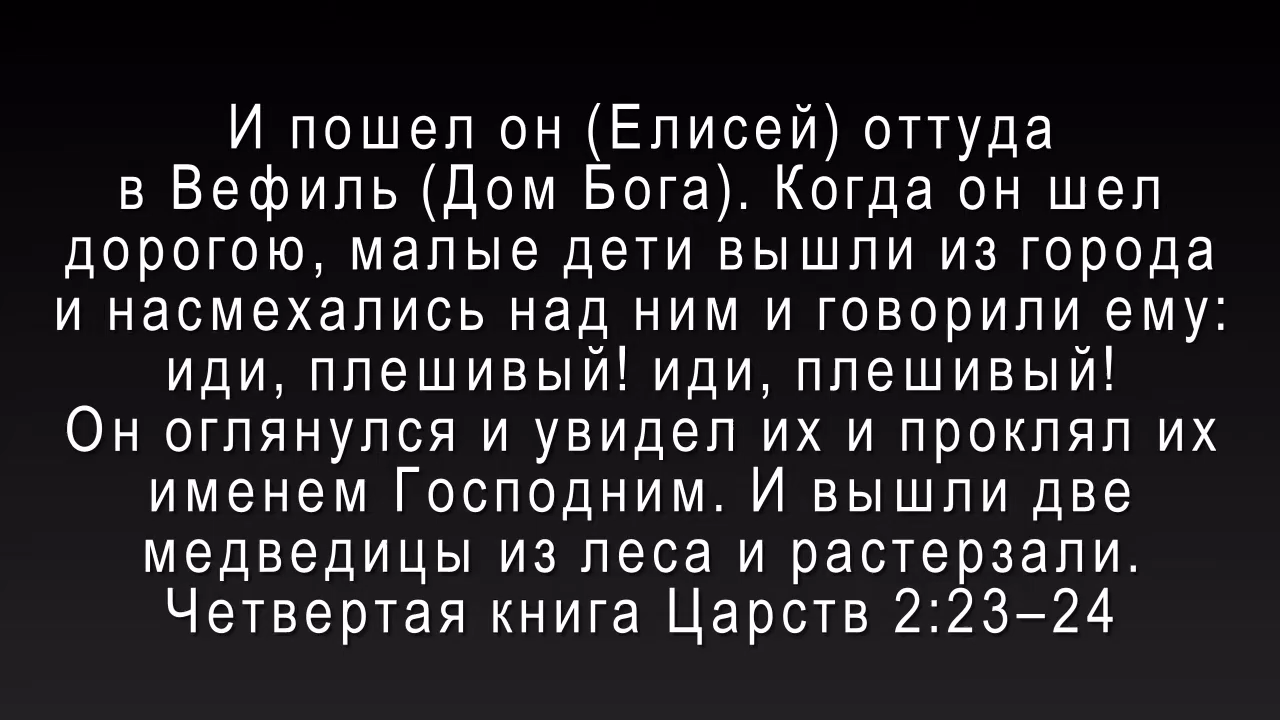 И пошел он (Елисей) оттуда
в Вефиль (Дом Бога). Когда он шел
дорогою, малые дети вышли из города
и насмехались над ним и говорили ему:
иди, плешивый! иди, плешивый!
Он оглянулся и увидел их и проклял их
именем Господним. И вышли две
медведицы из леса и растерзали.
Четвертая книга Царств 2:23–24